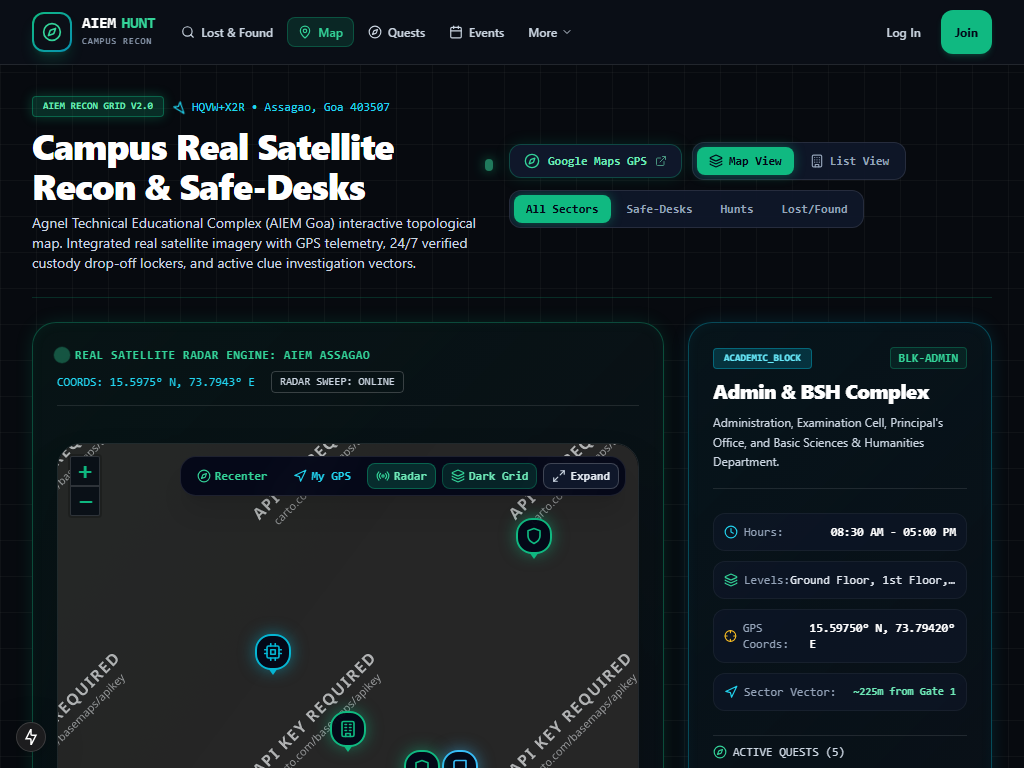 AIEM HUNT
CAMPUS RECON
Lost & Found
Map
Quests
Events
More
Log In
Join
AIEM RECON GRID V2.0
HQVW+X2R • Assagao, Goa 403507
Campus Real Satellite
Recon & Safe-Desks
Agnel Technical Educational Complex (AIEM Goa) interactive topological
map. Integrated real satellite imagery with GPS telemetry, 24/7 verified
custody drop-off lockers, and active clue investigation vectors.
Google Maps GPS
Map View
List View
All Sectors
Safe-Desks
Hunts
Lost/Found
REAL SATELLITE RADAR ENGINE: AIEM ASSAGAO
COORDS: 15.5975° N, 73.7943° E
RADAR SWEEP: ONLINE
+
−
Recenter
My GPS
Radar
Dark Grid
Expand
API
carto.co
API
carto.co
REQUIRED
/basemaps/apikey
API KEY REQUIRED
carto.com/basemaps/apikey
API KEY REQUIRED
carto.com/basemaps/apikey
ACADEMIC_BLOCK
BLK-ADMIN
Admin & BSH Complex
Administration, Examination Cell, Principal's
Office, and Basic Sciences & Humanities
Department.
Hours:
08:30 AM - 05:00 PM
Levels:
Ground Floor, 1st Floor,…
GPS
Coords:
15.59750° N, 73.79420°
E
Sector Vector:
~225m from Gate 1
ACTIVE QUESTS (5)